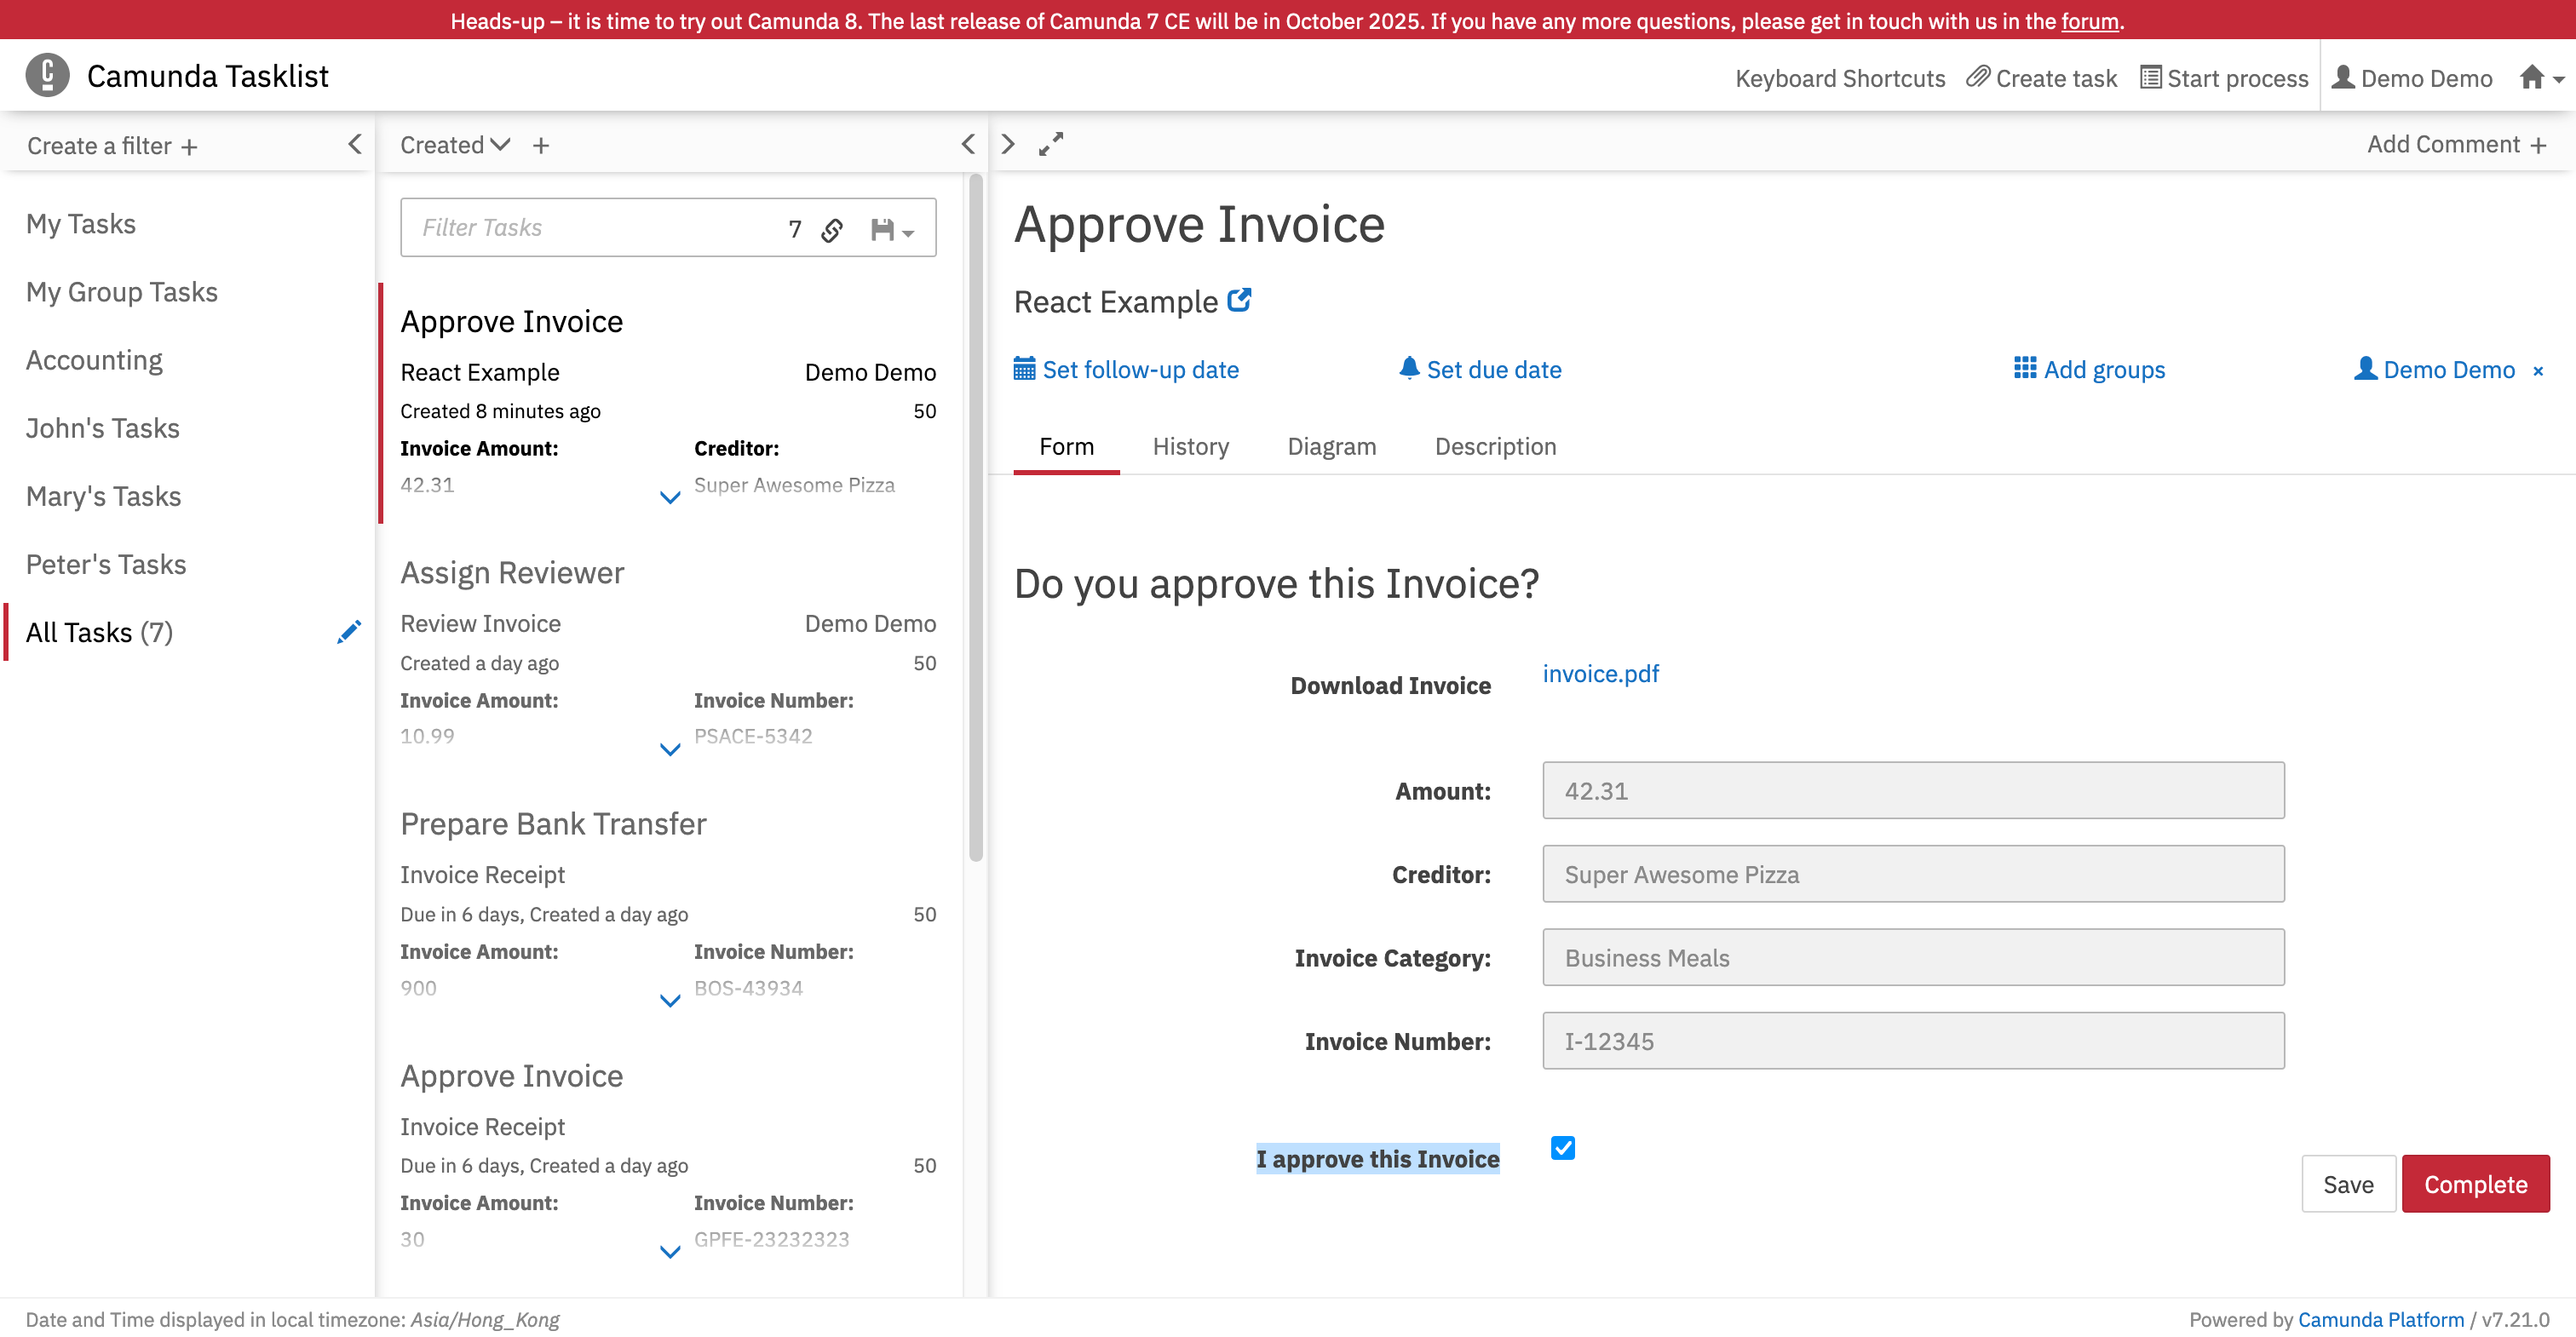 Heads-up – it is time to try out Camunda 8. The last release of Camunda 7 CE will be in October 2025. If you have any more questions, please get in touch with us in the forum.
Camunda Tasklist
Keyboard Shortcuts
Create task
Start process
Demo Demo
Create a filter +
Created +
Add Comment +
My Tasks
My Group Tasks
Accounting
John's Tasks
Mary's Tasks
Peter's Tasks
All Tasks (7)
Filter Tasks 7
Approve Invoice
React Example Demo Demo
Created 8 minutes ago 50
Invoice Amount: Creditor:
42.31 Super Awesome Pizza
Assign Reviewer
Review Invoice Demo Demo
Created a day ago 50
Invoice Amount: Invoice Number:
10.99 PSACE-5342
Prepare Bank Transfer
Invoice Receipt
Due in 6 days, Created a day ago 50
Invoice Amount: Invoice Number:
900 BOS-43934
Approve Invoice
Invoice Receipt
Due in 6 days, Created a day ago 50
Invoice Amount: Invoice Number:
30 GPFE-23232323
Approve Invoice
React Example
Set follow-up date
Set due date
Add groups
Demo Demo ×
Form History Diagram Description
Do you approve this Invoice?
Download Invoice invoice.pdf
Amount: 42.31
Creditor: Super Awesome Pizza
Invoice Category: Business Meals
Invoice Number: I-12345
I approve this Invoice
Save Complete
Date and Time displayed in local timezone: Asia/Hong_Kong
Powered by Camunda Platform / v7.21.0